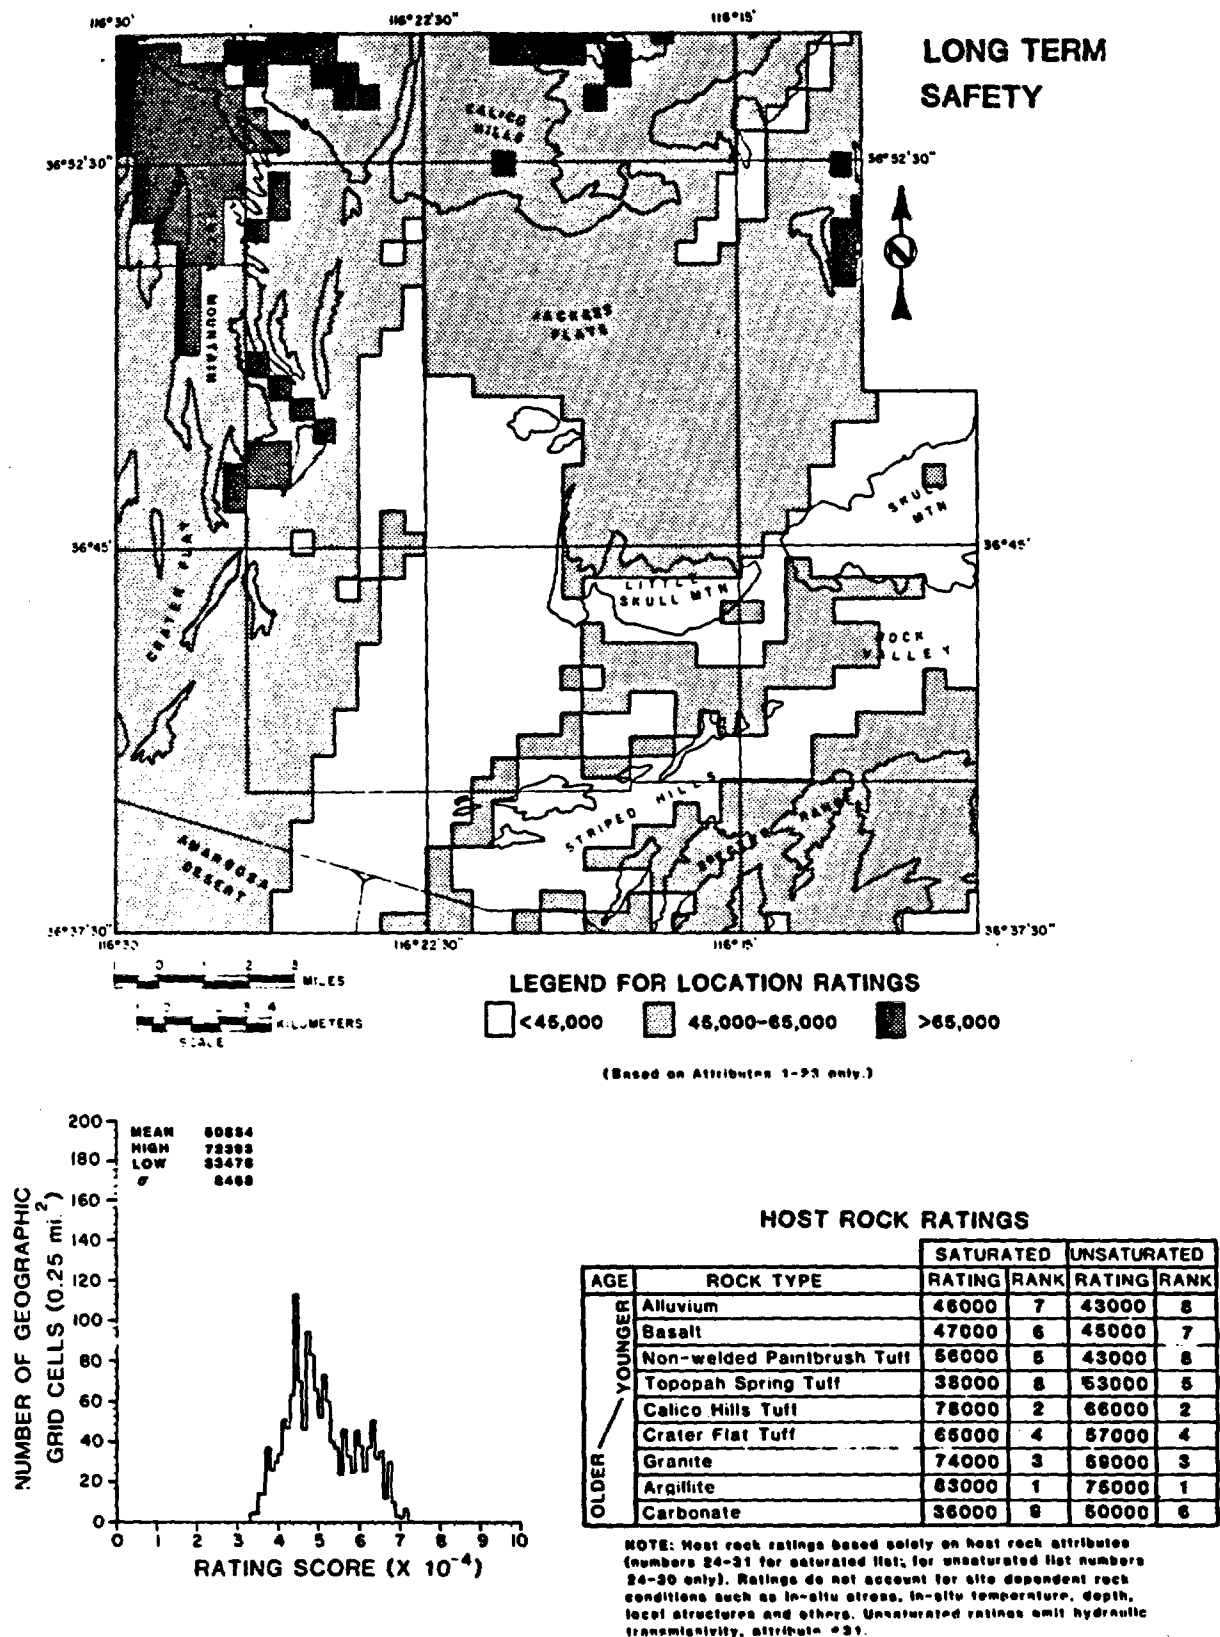 116°30' 116°22'30" 116°15'
LONG TERM
SAFETY
CALICO
HILLS
36°52'30" 36°52'30"
N
JACKASS
FLATS
MOUNTAIN
SKULL
MTN
36°45' 36°45'
CRATER FLAT
LITTLE
SKULL MTN
ROCK
VALLEY
STRIPED HILLS
SPECTER RANGE
AMARGOSA
DESERT
36°37'30" 36°37'30"
116°30' 116°22'30" 116°15'
1 0 1 2 3 MILES
KILOMETERS
SCALE
LEGEND FOR LOCATION RATINGS
<45,000 45,000-65,000 >65,000
(Based on Attributes 1-23 only.)
NUMBER OF GEOGRAPHIC
GRID CELLS (0.25 mi.²)
200
180
160
140
120
100
80
60
40
20
0
MEAN
HIGH
LOW 33476
σ
0 1 2 3 4 5 6 7 8 9 10
RATING SCORE (X 10⁻⁴)
HOST ROCK RATINGS
SATURATED UNSATURATED
AGE ROCK TYPE RATING RANK RATING RANK
YOUNGER
OLDER
Alluvium 46000 7 43000 8
Basalt 47000 6 45000 7
Non-welded Paintbrush Tuff 56000 5 43000 8
Topopah Spring Tuff 38000 8 53000 5
Calico Hills Tuff 78000 2 66000 2
Crater Flat Tuff 65000 4 57000 4
Granite 74000 3 59000 3
Argillite 83000 1 75000 1
Carbonate 36000 9 50000 6
NOTE: Host rock ratings based solely on host rock attributes
(numbers 24-31 for saturated list; for unsaturated list numbers
24-30 only). Ratings do not account for site dependent rock
conditions such as in-situ stress, in-situ temperature, depth,
local structures and others. Unsaturated ratings omit hydraulic
transmissivity, attribute #31.